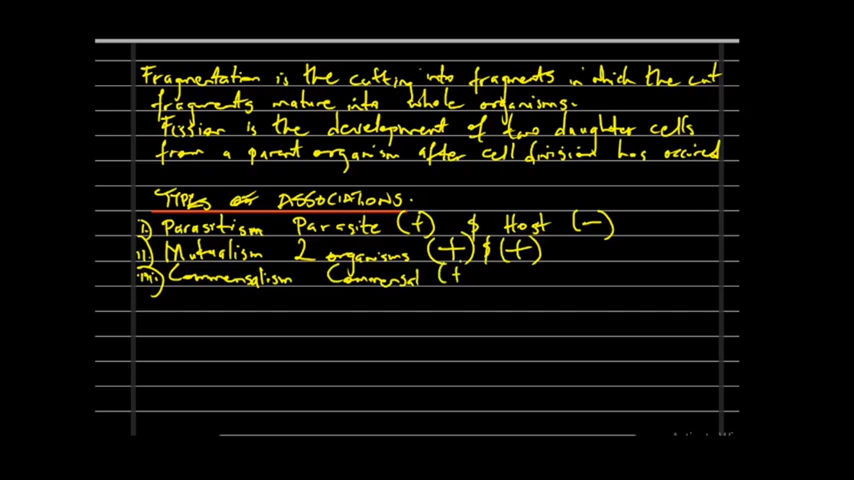 Fragmentation is the cutting into fragments in which the cut
fragments mature into whole organisms.
Fission is the development of two daughter cells
from a parent organism after cell division has occured
TYPES OF ASSOCIATIONS.
i.) Parasitism Parasite (+) $ Host (-)
ii.) Mutualism 2 organisms (+) $ (+)
iii.) Commensalism Commensal (+